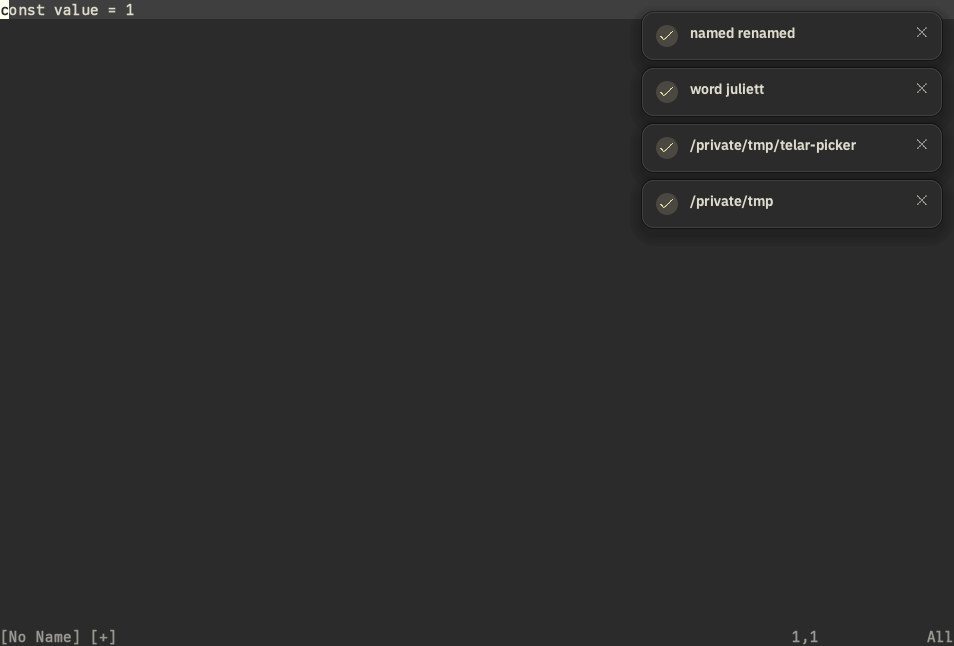 const value = 1
named renamed
word juliett
/private/tmp/telar-picker
/private/tmp
[No Name] [+] 1,1 All